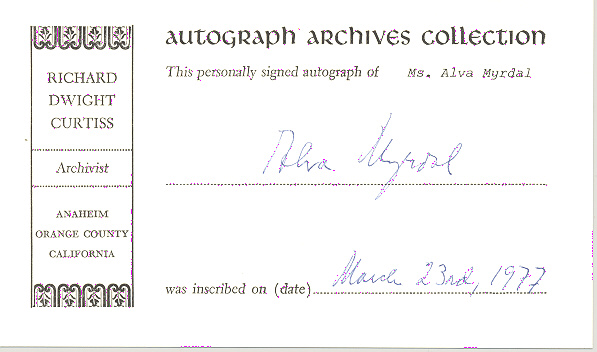 RICHARD
DWIGHT
CURTISS
Archivist
ANAHEIM
ORANGE COUNTY
CALIFORNIA
AUTOGRAPH ARCHIVES COLLECTION
This personally signed autograph of Ms. Alva Myrdal
Alva Myrdal
was inscribed on (date) March 23rd, 1977